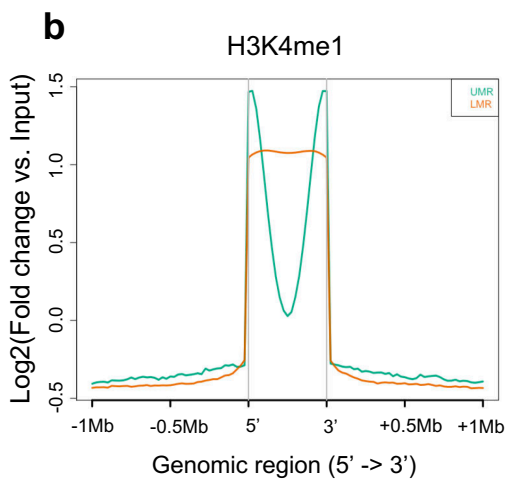 b
H3K4me1
Log2(Fold change vs. Input)
1.5
1.0
0.5
0.0
-0.5
UMR
LMR
-1Mb -0.5Mb 5' 3' +0.5Mb +1Mb
Genomic region (5' -> 3')